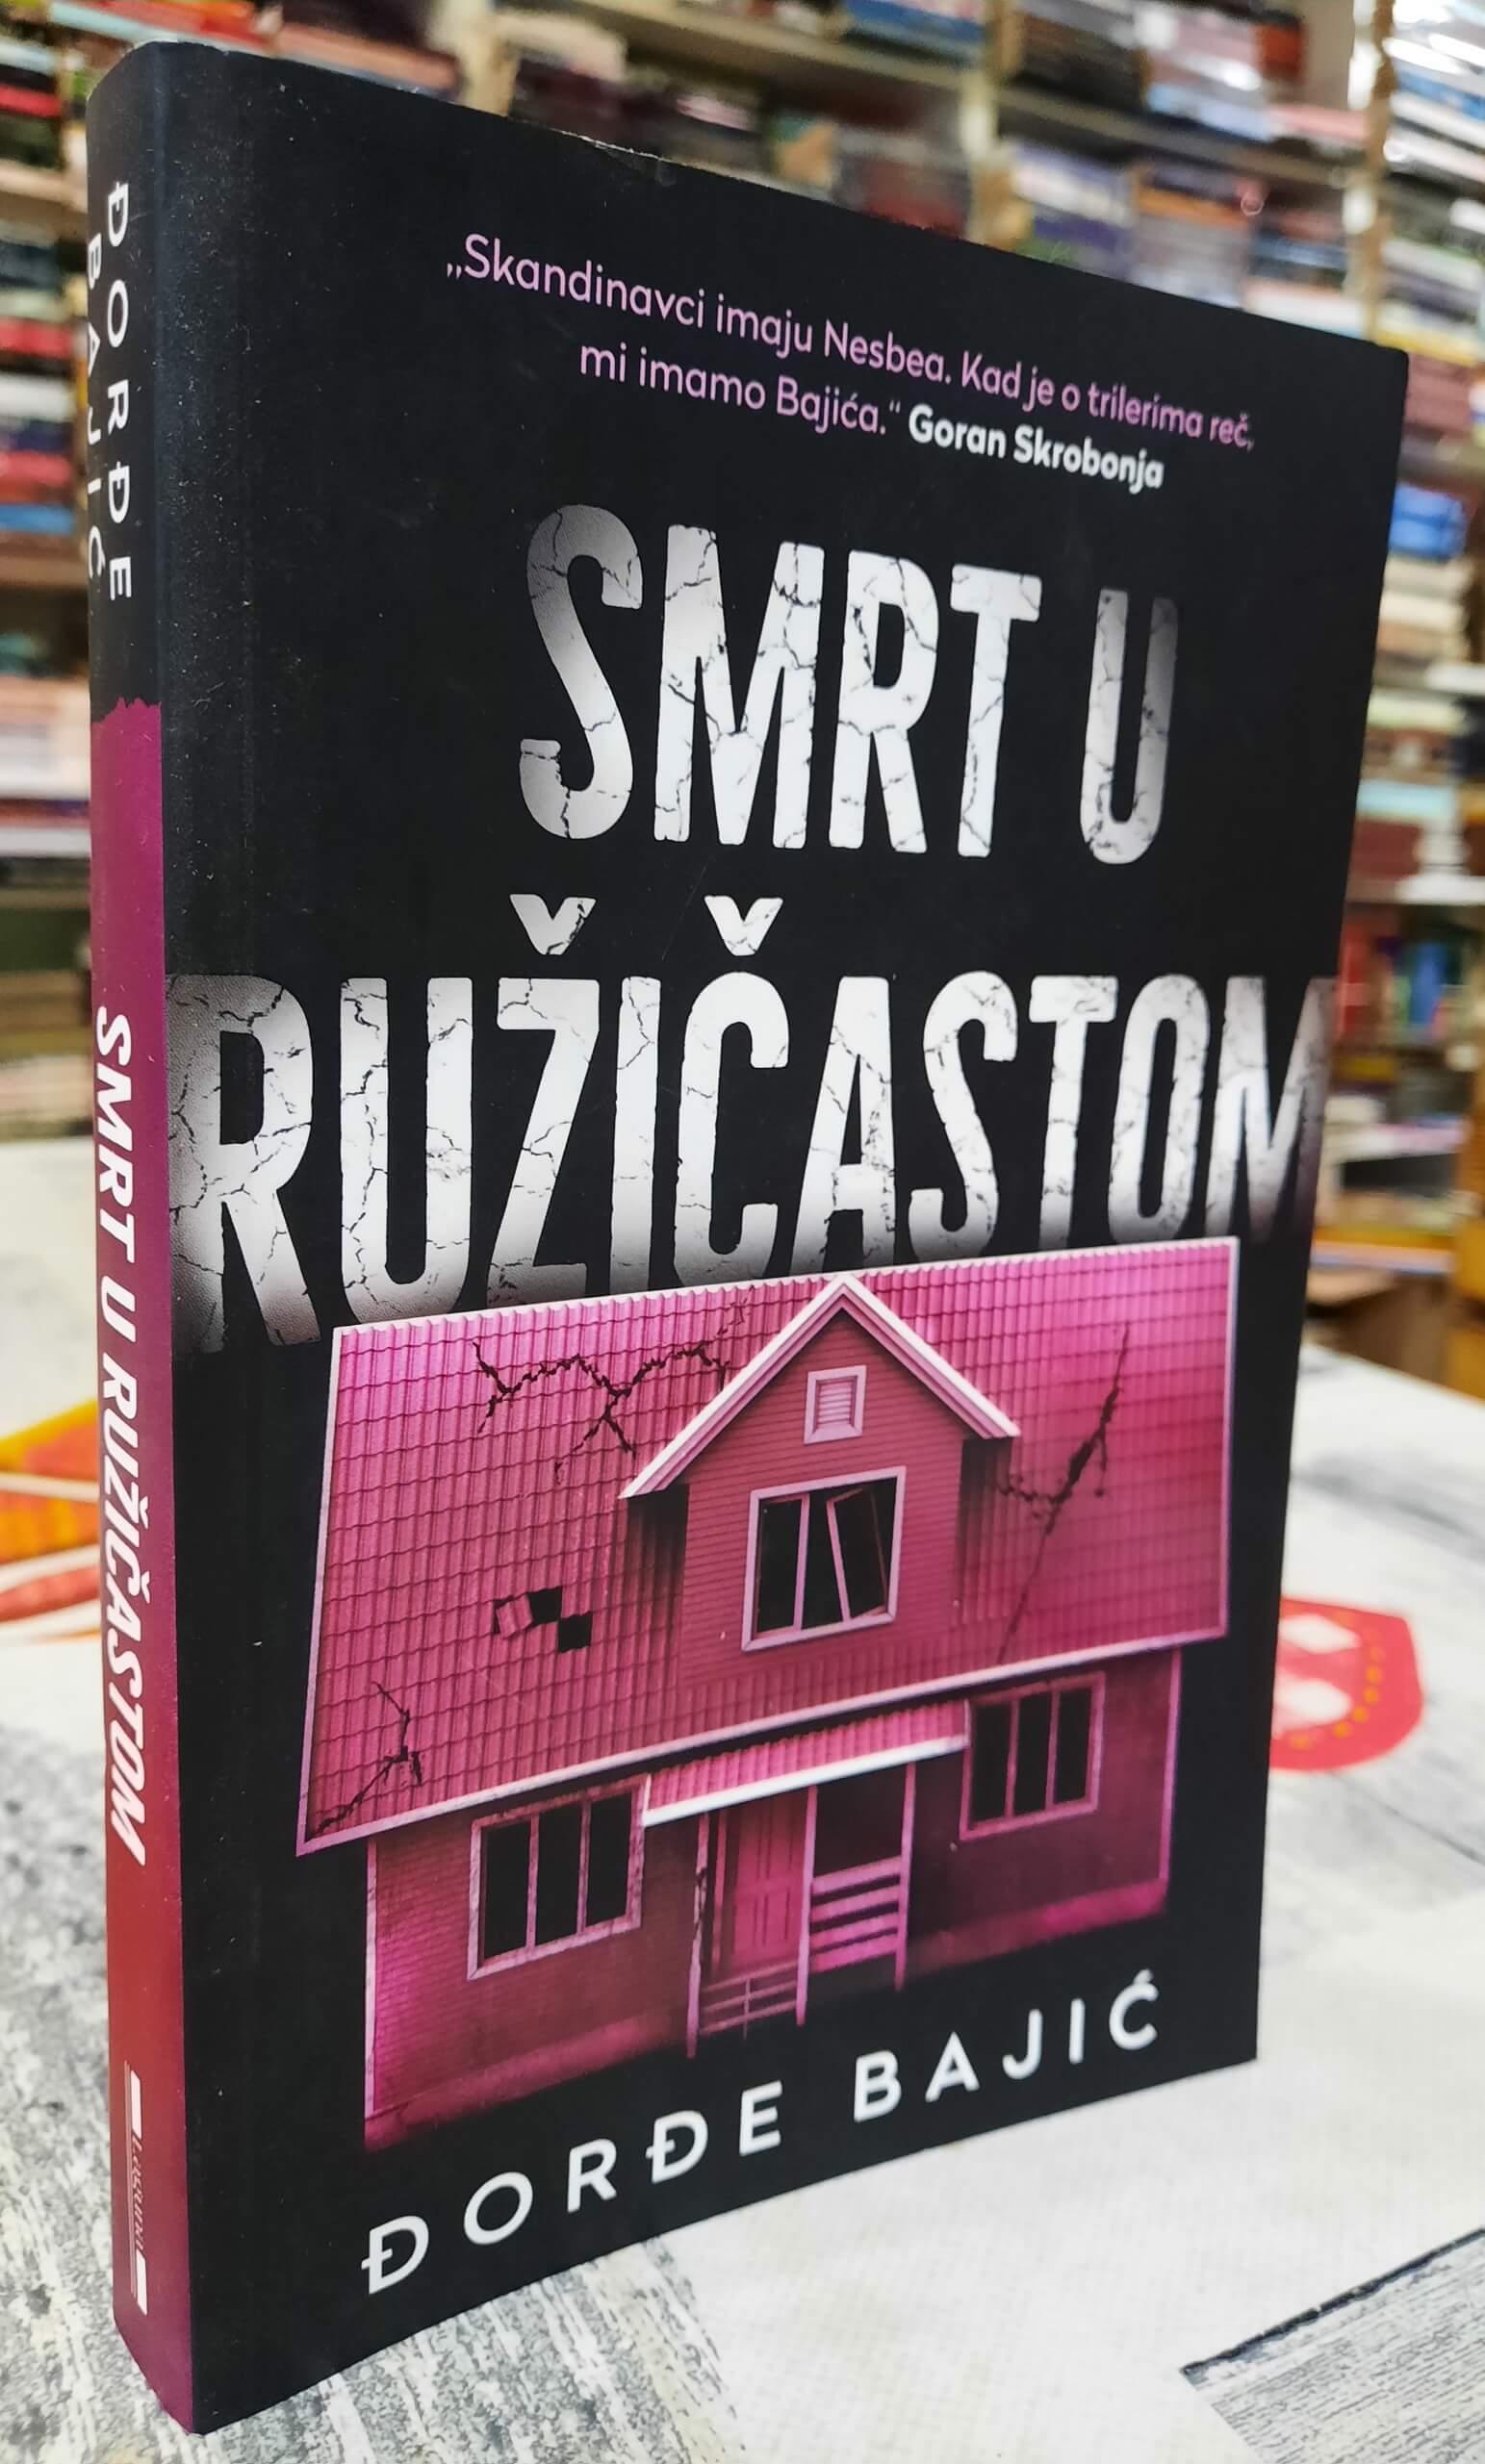 „Skandinavci imaju Nesbea. Kad je o trilerima reč,
mi imamo Bajića.“ Goran Skrobonja
SMRT U
RUŽIČASTOM
ĐORĐE BAJIĆ
ĐORĐE
BAJIĆ
SMRT U RUŽIČASTOM
Laguna